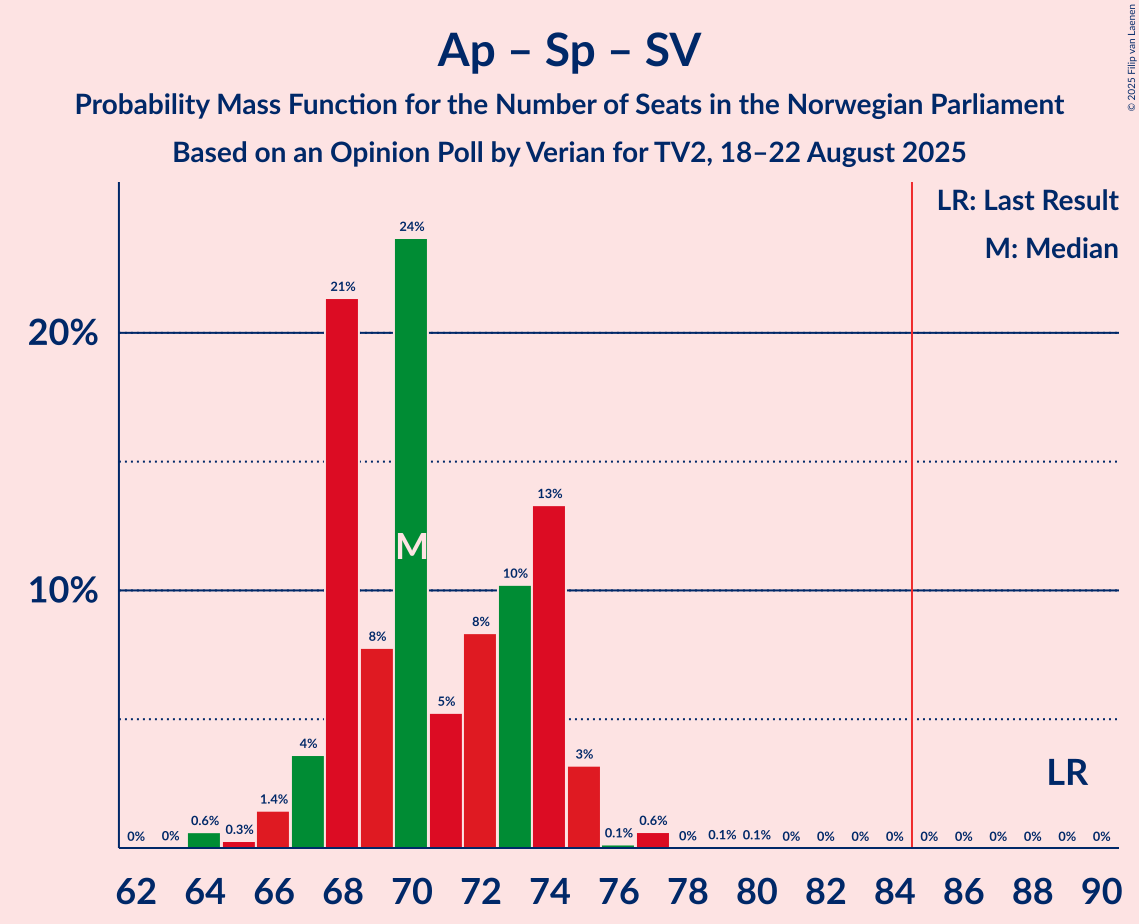 Ap – Sp – SV
Probability Mass Function for the Number of Seats in the Norwegian Parliament
Based on an Opinion Poll by Verian for TV2, 18–22 August 2025
© 2025 Filip van Laenen
LR: Last Result
M: Median
20%
10%
0% 0% 0.6% 0.3% 1.4% 4% 21% 8% 24% 5% 8% 10% 13% 3% 0.1% 0.6% 0% 0.1% 0.1% 0% 0% 0% 0% 0% 0% 0% 0% 0% 0%
M
LR
62 64 66 68 70 72 74 76 78 80 82 84 86 88 90